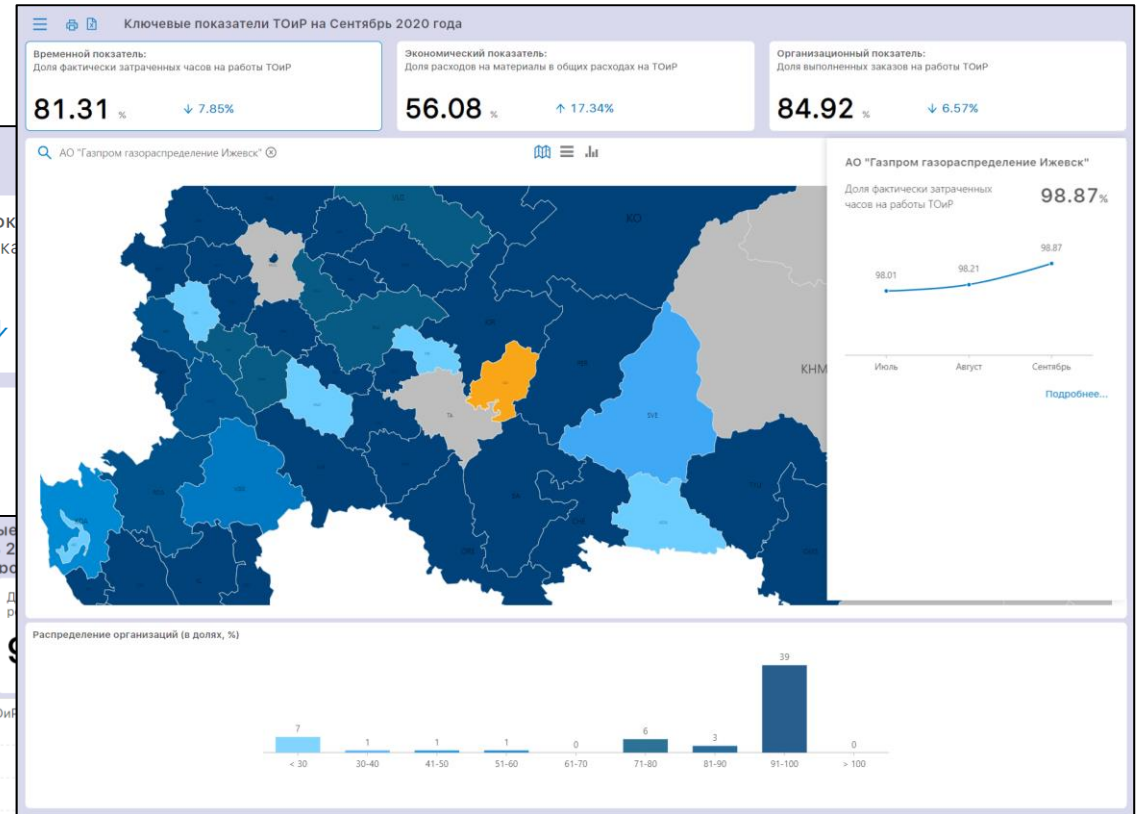 Ключевые показатели ТОиР на Сентябрь 2020 года
Временной покзатель:
Доля фактически затраченных часов на работы ТОиР
81.31 %
↓ 7.85%
Экономический показатель:
Доля расходов на материалы в общих расходах на ТОиР
56.08 %
↑ 17.34%
Организационный покзатель:
Доля выполненных заказов на работы ТОиР
84.92 %
↓ 6.57%
АО "Газпром газораспределение Ижевск"
КО
КНМ
TA
SVE
АО "Газпром газораспределение Ижевск"
Доля фактически затраченных
часов на работы ТОиР
98.87%
98.01
98.21
98.87
Июль
Август
Сентябрь
Подробнее...
Распределение организаций (в долях, %)
7
1
1
1
0
6
3
39
0
< 30
30-40
41-50
51-60
61-70
71-80
81-90
91-100
> 100